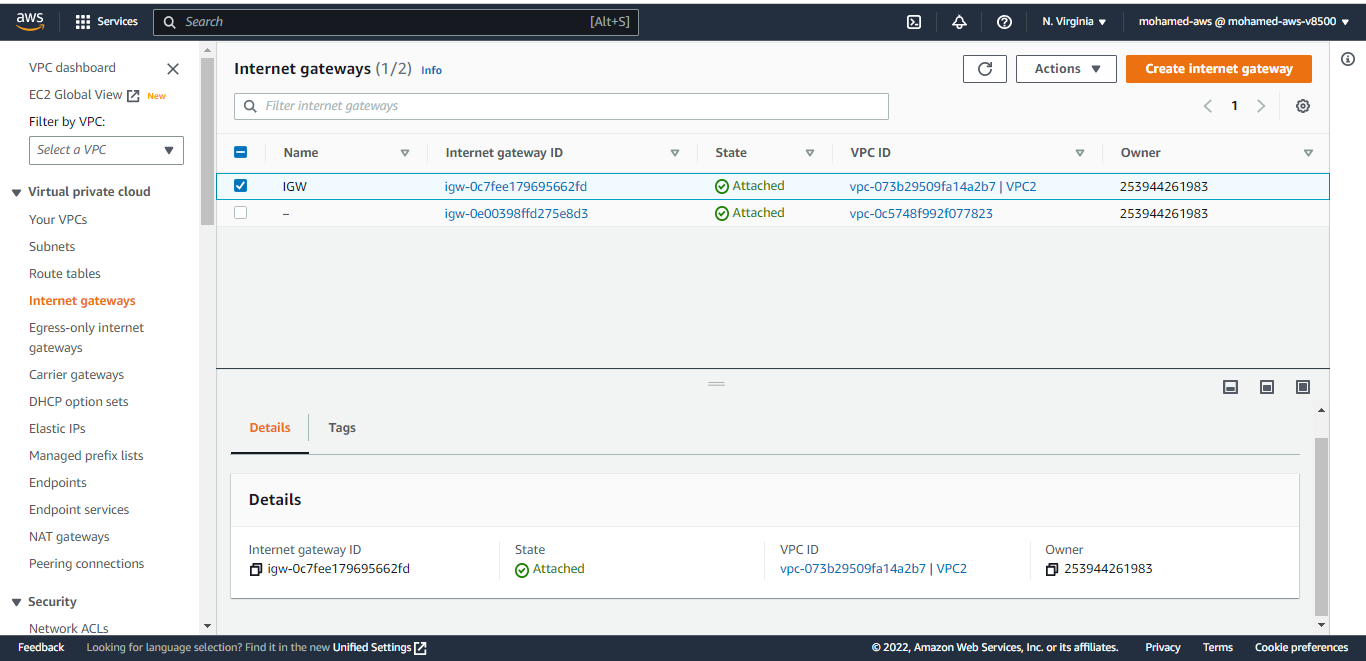 aws
Services
Search [Alt+S]
N. Virginia
mohamed-aws @ mohamed-aws-v8500
VPC dashboard
EC2 Global View New
Filter by VPC:
Select a VPC
Virtual private cloud
Your VPCs
Subnets
Route tables
Internet gateways
Egress-only internet
gateways
Carrier gateways
DHCP option sets
Elastic IPs
Managed prefix lists
Endpoints
Endpoint services
NAT gateways
Peering connections
Security
Network ACLs
Internet gateways (1/2) Info
Actions
Create internet gateway
Filter internet gateways
1
Name Internet gateway ID State VPC ID Owner
IGW igw-0c7fee179695662fd Attached vpc-073b29509fa14a2b7 | VPC2 253944261983
– igw-0e00398ffd275e8d3 Attached vpc-0c5748f992f077823 253944261983
Details Tags
Details
Internet gateway ID State VPC ID Owner
igw-0c7fee179695662fd Attached vpc-073b29509fa14a2b7 | VPC2 253944261983
Feedback Looking for language selection? Find it in the new Unified Settings © 2022, Amazon Web Services, Inc. or its affiliates. Privacy Terms Cookie preferences